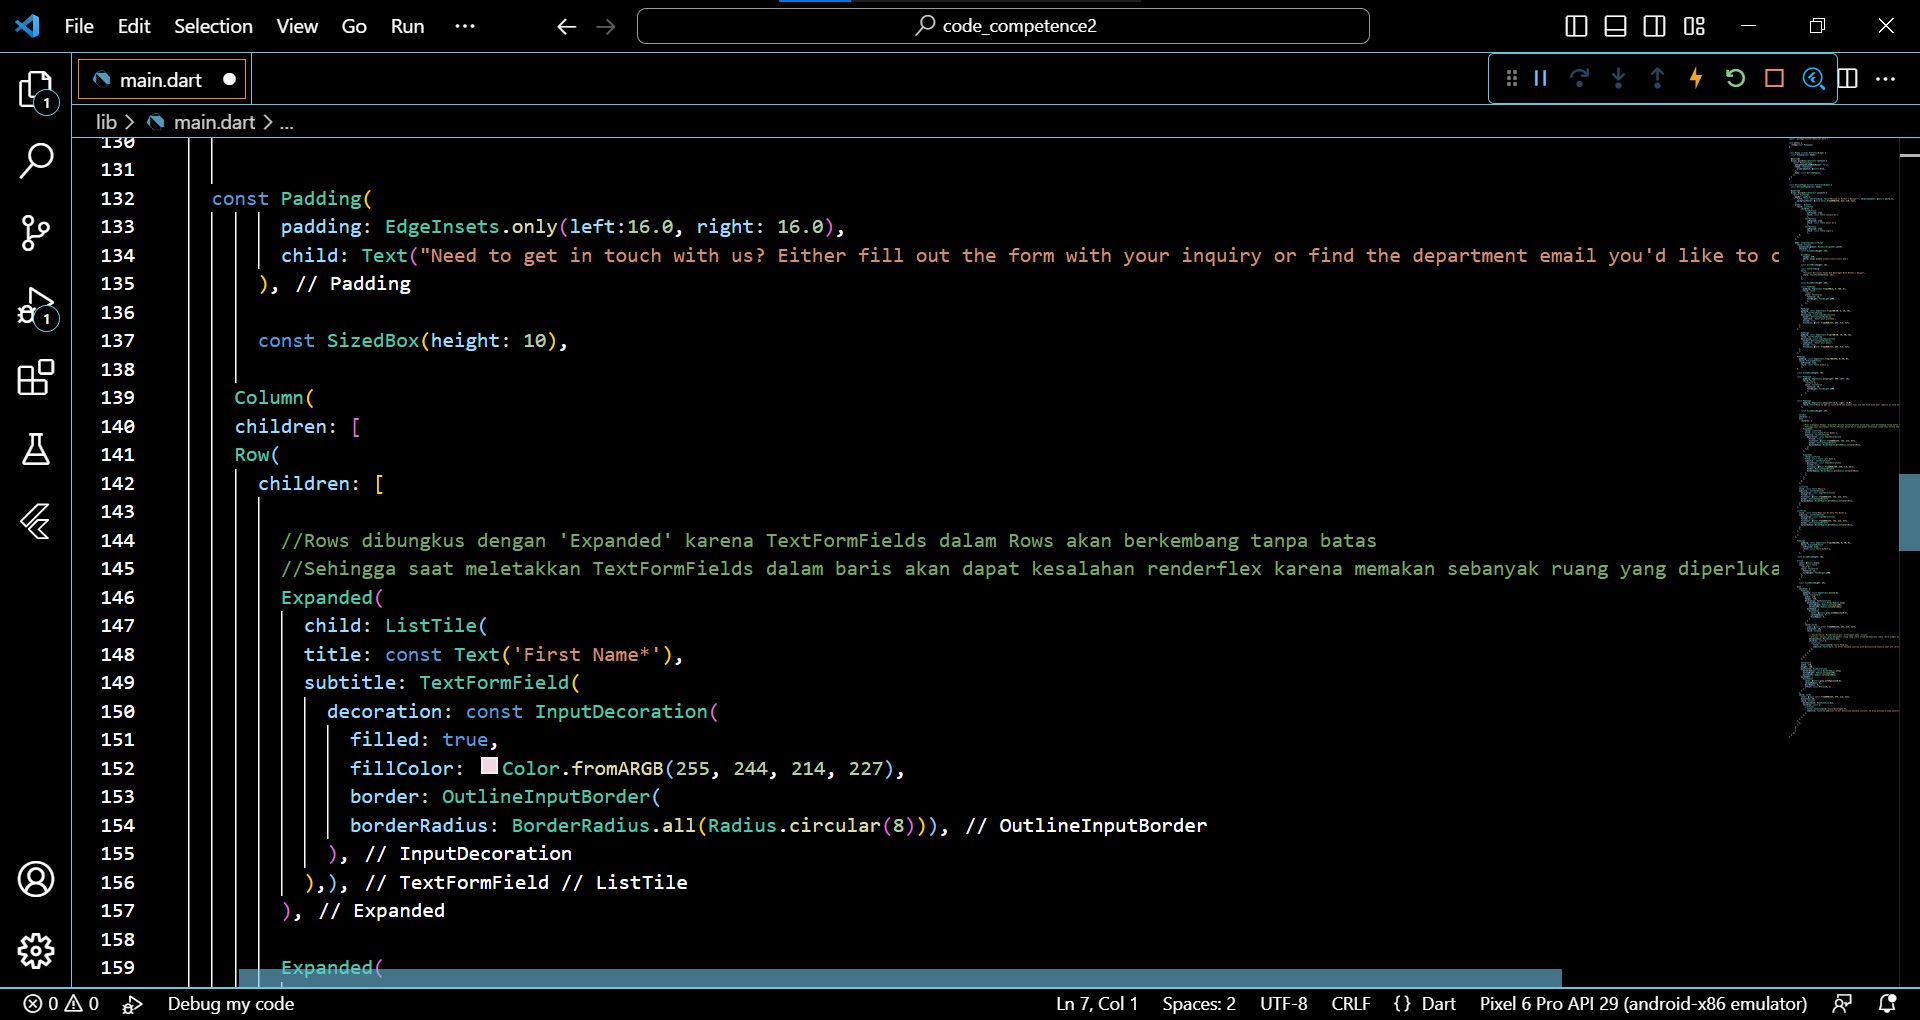 File Edit Selection View Go Run ··· code_competence2
main.dart
lib > main.dart > ...
130
131
132 const Padding(
133 padding: EdgeInsets.only(left:16.0, right: 16.0),
134 child: Text("Need to get in touch with us? Either fill out the form with your inquiry or find the department email you'd like to c
135 ), // Padding
136
137 const SizedBox(height: 10),
138
139 Column(
140 children: [
141 Row(
142 children: [
143
144 //Rows dibungkus dengan 'Expanded' karena TextFormFields dalam Rows akan berkembang tanpa batas
145 //Sehingga saat meletakkan TextFormFields dalam baris akan dapat kesalahan renderflex karena memakan sebanyak ruang yang diperluka
146 Expanded(
147 child: ListTile(
148 title: const Text('First Name*'),
149 subtitle: TextFormField(
150 decoration: const InputDecoration(
151 filled: true,
152 fillColor: Color.fromARGB(255, 244, 214, 227),
153 border: OutlineInputBorder(
154 borderRadius: BorderRadius.all(Radius.circular(8))), // OutlineInputBorder
155 ), // InputDecoration
156 ),), // TextFormField // ListTile
157 ), // Expanded
158
159 Expanded(
1
1
0 0 Debug my code Ln 7, Col 1 Spaces: 2 UTF-8 CRLF {} Dart Pixel 6 Pro API 29 (android-x86 emulator)